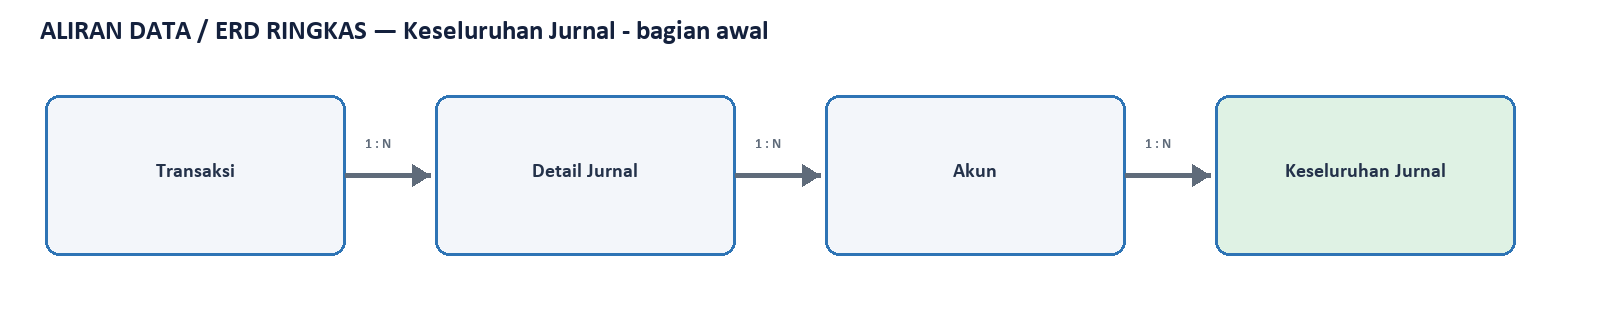 ALIRAN DATA / ERD RINGKAS — Keseluruhan Jurnal - bagian awal
Transaksi
1 : N
Detail Jurnal
1 : N
Akun
1 : N
Keseluruhan Jurnal